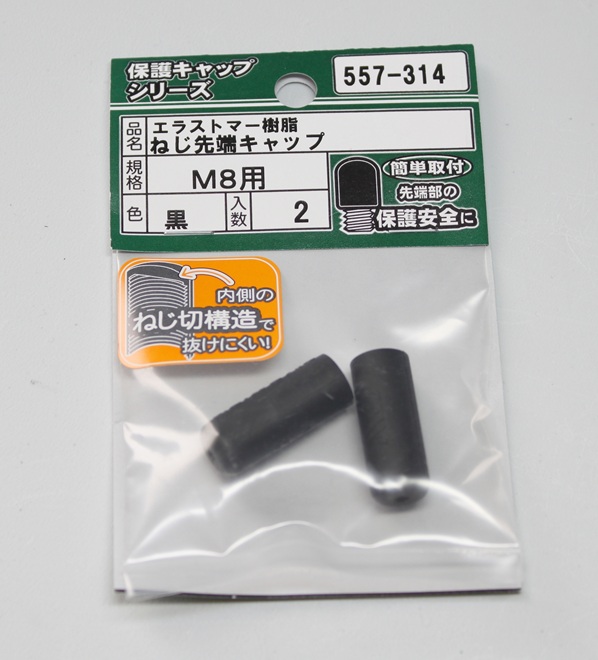 保護キャップ
シリーズ
557-314
品名
エラストマー樹脂
ねじ先端キャップ
規格
M8用
色
黒
入数
2
簡単取付
先端部の
保護安全に
内側の
ねじ切構造で
抜けにくい!